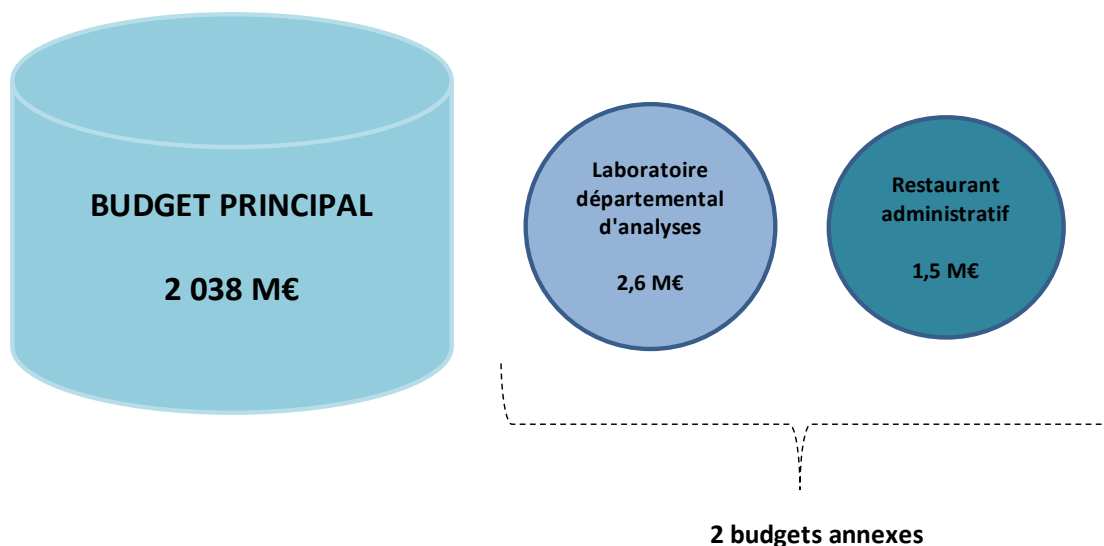 BUDGET PRINCIPAL
2 038 M€
Laboratoire
départemental
d'analyses
2,6 M€
Restaurant
administratif
1,5 M€
2 budgets annexes